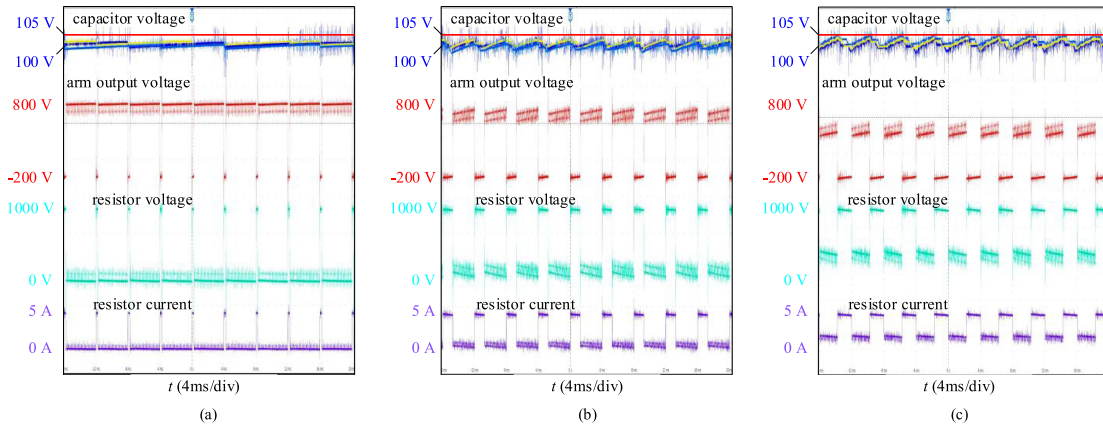 capacitor voltage
105 V
100 V
arm output voltage
800 V
-200 V
resistor voltage
1000 V
0 V
resistor current
5 A
0 A
t (4ms/div)
(a)
capacitor voltage
105 V
100 V
arm output voltage
800 V
-200 V
resistor voltage
1000 V
0 V
resistor current
5 A
0 A
t (4ms/div)
(b)
capacitor voltage
105 V
100 V
arm output voltage
800 V
-200 V
resistor voltage
1000 V
0 V
resistor current
5 A
0 A
t (4ms/div)
(c)